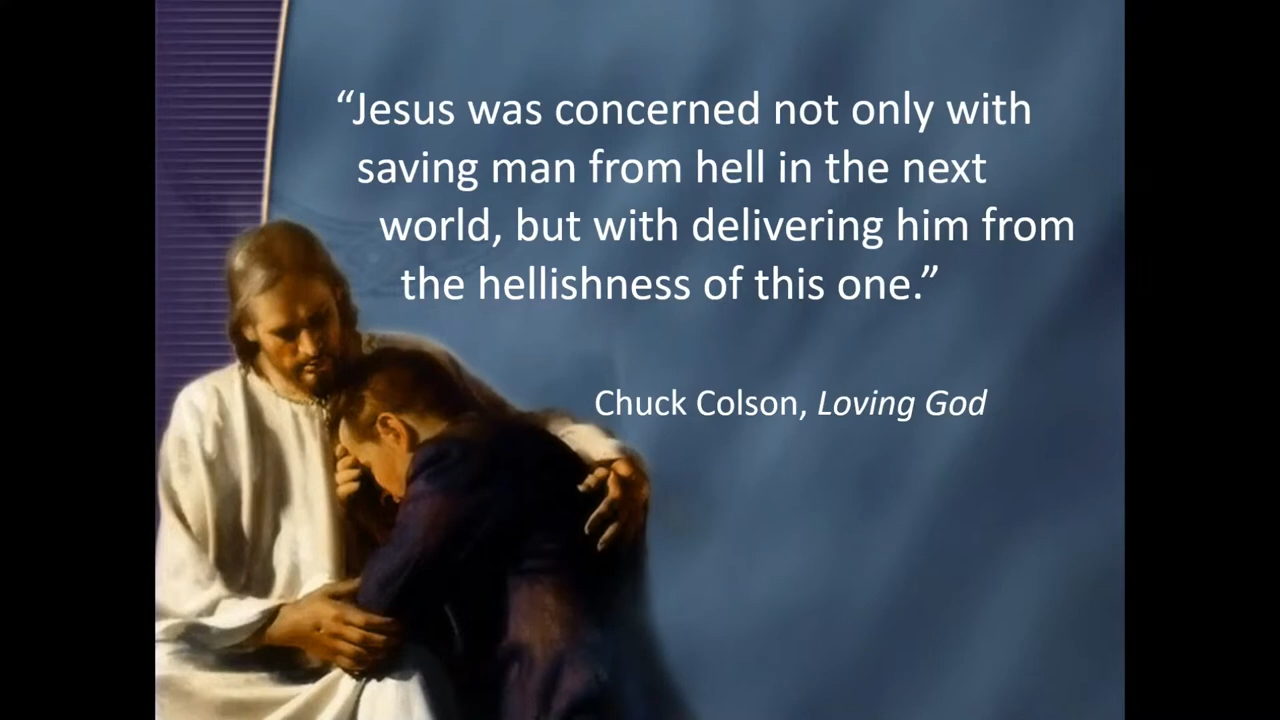 “Jesus was concerned not only with
saving man from hell in the next
world, but with delivering him from
the hellishness of this one.”
Chuck Colson, Loving God